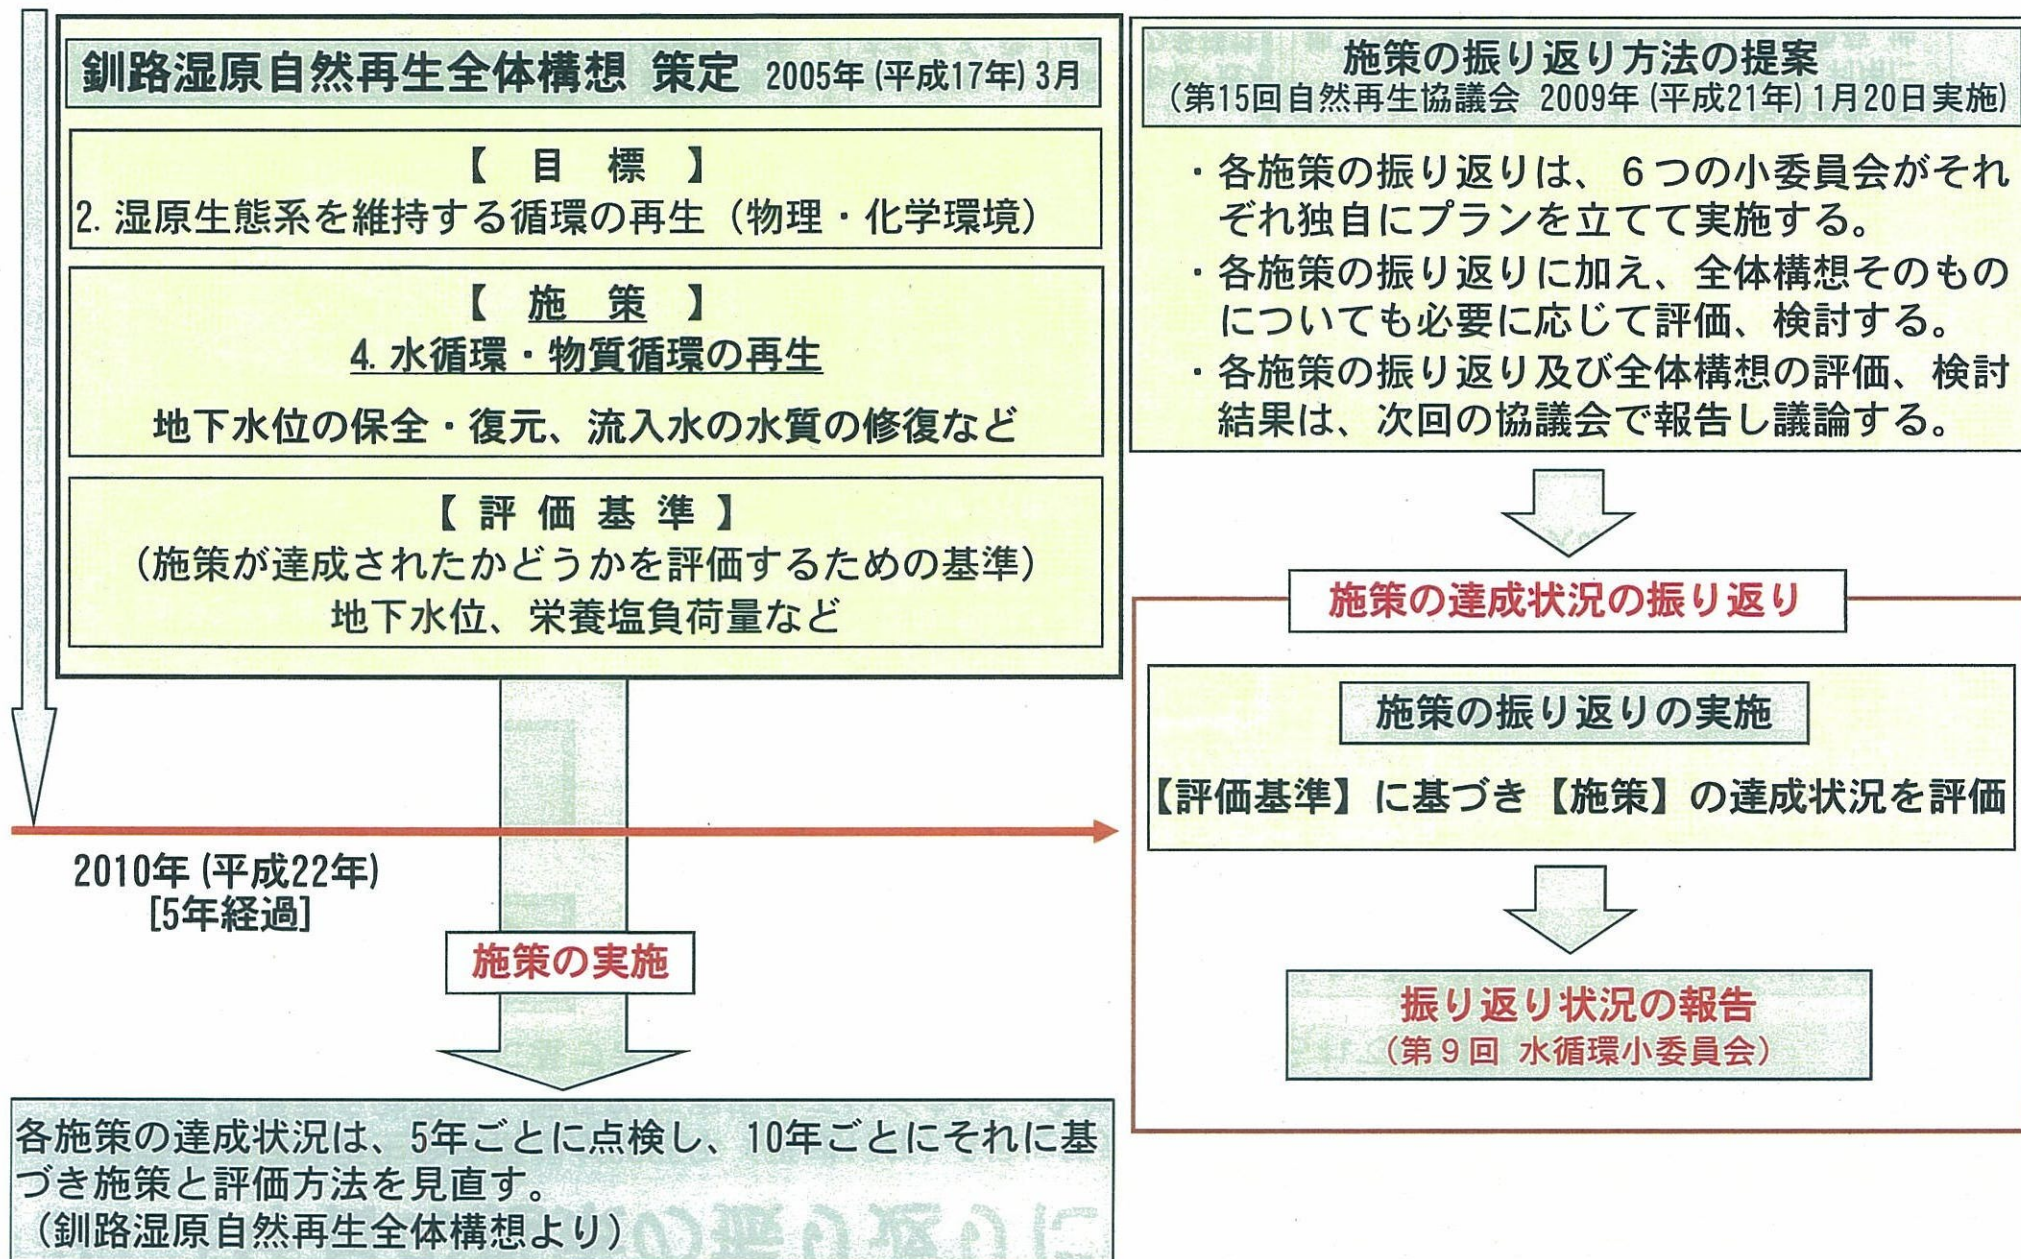 釧路湿原自然再生全体構想 策定 2005年(平成17年)3月
【 目 標 】
2. 湿原生態系を維持する循環の再生（物理・化学環境）
【 施 策 】
4. 水循環・物質循環の再生
地下水位の保全・復元、流入水の水質の修復など
【 評 価 基 準 】
（施策が達成されたかどうかを評価するための基準）
地下水位、栄養塩負荷量など
2010年(平成22年)
[5年経過]
施策の実施
各施策の達成状況は、5年ごとに点検し、10年ごとにそれに基
づき施策と評価方法を見直す。
（釧路湿原自然再生全体構想より）
施策の振り返り方法の提案
（第15回自然再生協議会 2009年(平成21年)1月20日実施）
・各施策の振り返りは、６つの小委員会がそれ
ぞれ独自にプランを立てて実施する。
・各施策の振り返りに加え、全体構想そのもの
についても必要に応じて評価、検討する。
・各施策の振り返り及び全体構想の評価、検討
結果は、次回の協議会で報告し議論する。
施策の達成状況の振り返り
施策の振り返りの実施
【評価基準】に基づき【施策】の達成状況を評価
振り返り状況の報告
（第９回 水循環小委員会）